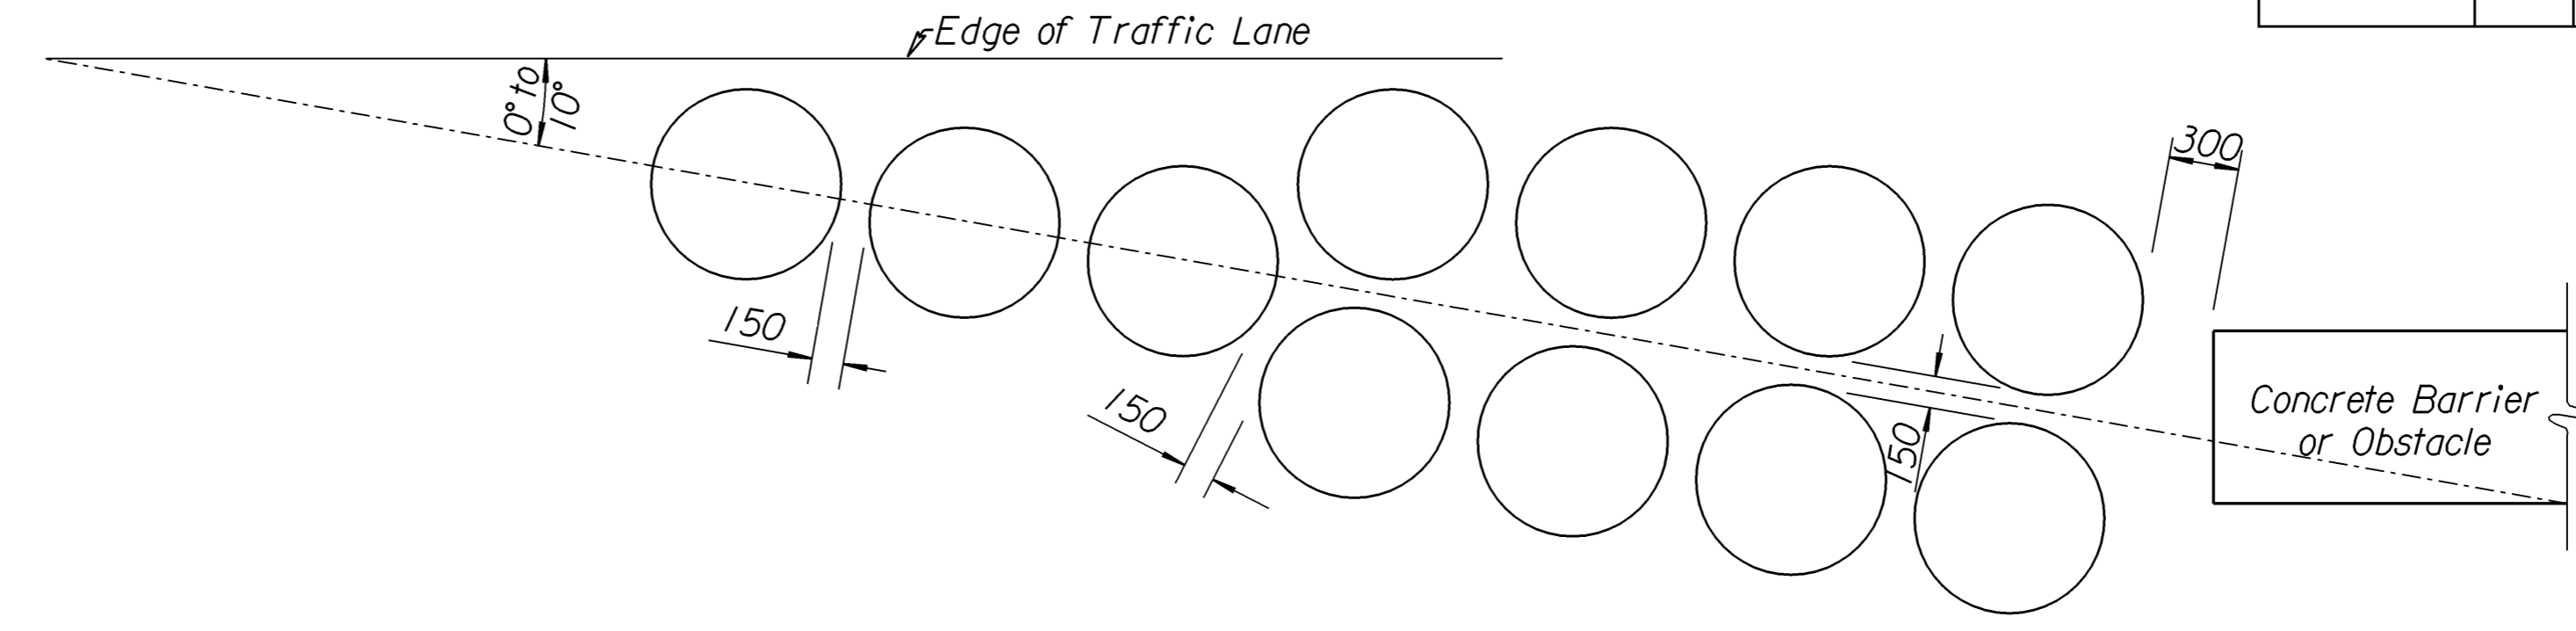 Edge of Traffic Lane
0° to
10°
300
150
150
150
Concrete Barrier
or Obstacle